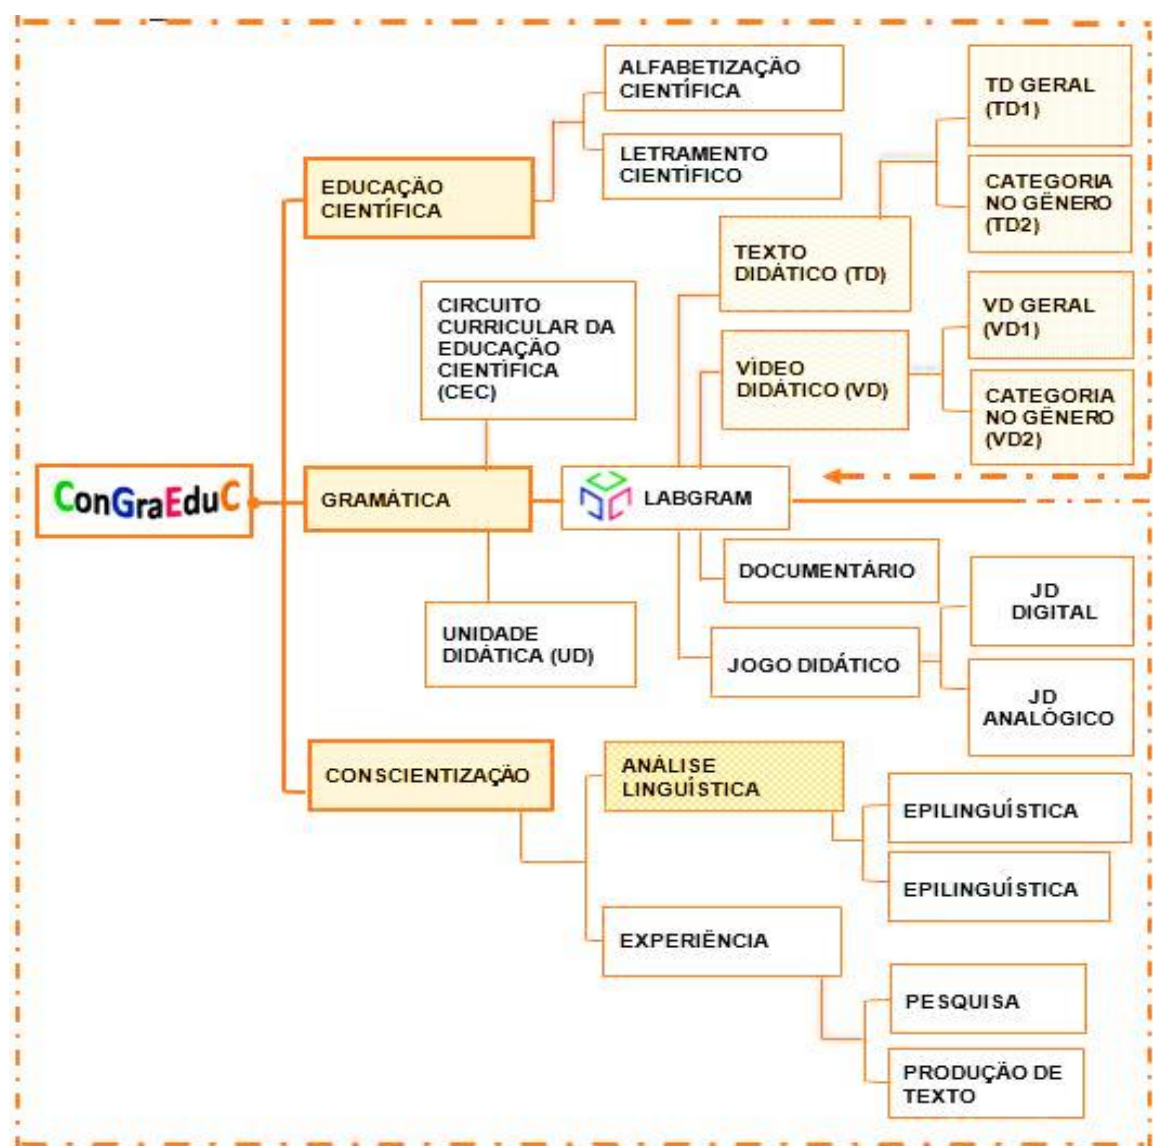 ALFABETIZAÇÃO
CIENTÍFICA
LETRAMENTO
CIENTÍFICO
EDUCAÇÃO
CIENTÍFICA
TD GERAL
(TD1)
CATEGORIA
NO GÊNERO
(TD2)
TEXTO
DIDÁTICO (TD)
CIRCUITO
CURRICULAR DA
EDUCAÇÃO
CIENTÍFICA
(CEC)
VD GERAL
(VD1)
VÍDEO
DIDÁTICO (VD)
CATEGORIA
NO GÊNERO
(VD2)
ConGraEduC
GRAMÁTICA
LABGRAM
DOCUMENTÁRIO
JD
DIGITAL
UNIDADE
DIDÁTICA (UD)
JOGO DIDÁTICO
JD
ANALÓGICO
CONSCIENTIZAÇÃO
ANÁLISE
LINGUÍSTICA
EPILINGUÍSTICA
EPILINGUÍSTICA
EXPERIÊNCIA
PESQUISA
PRODUÇÃO DE
TEXTO